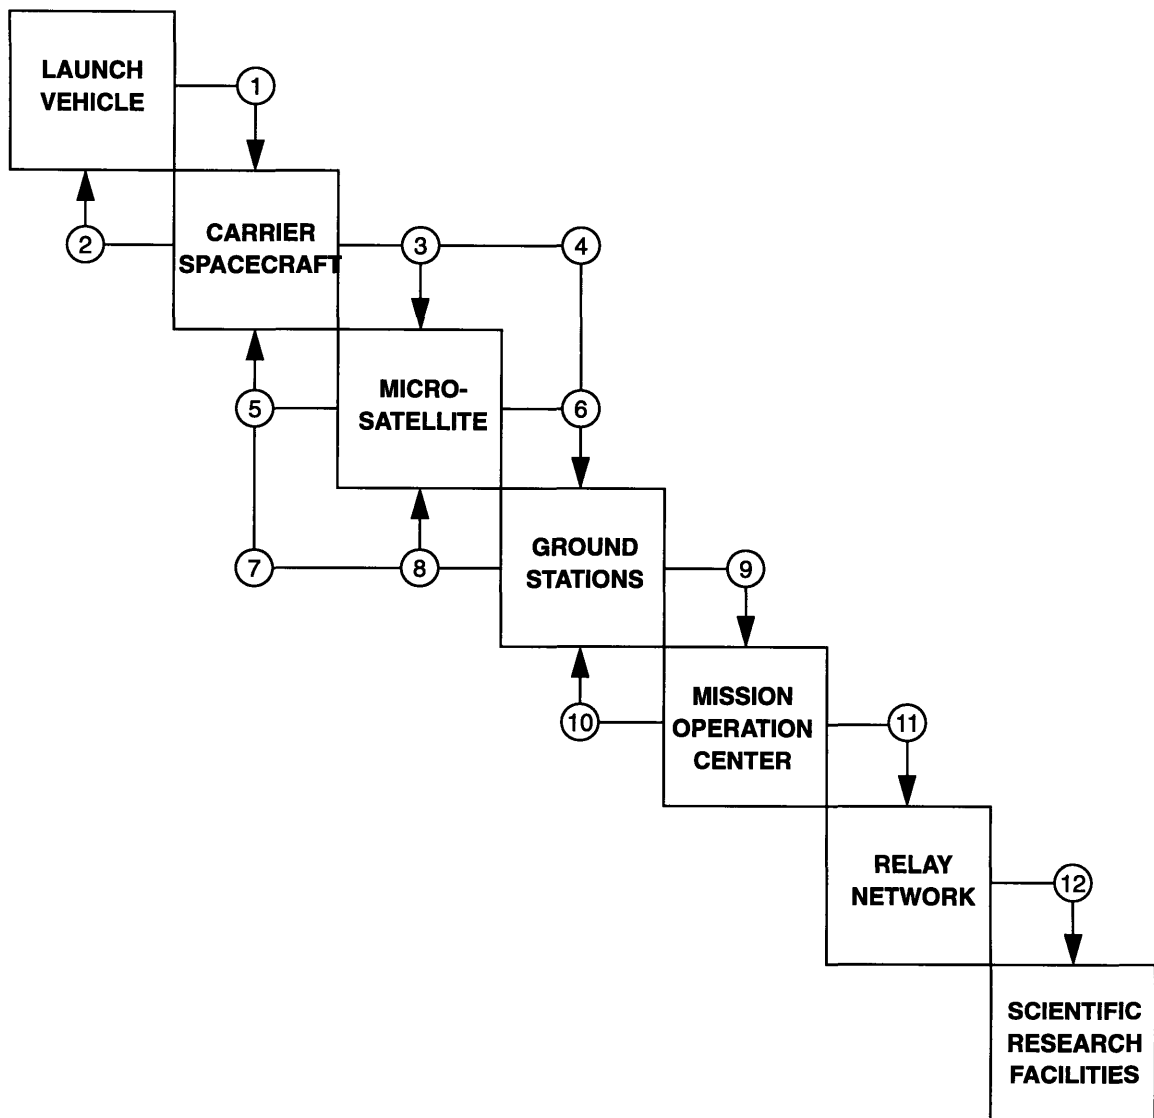 LAUNCH
VEHICLE
1
2
CARRIER
SPACECRAFT
3
4
5
MICRO-
SATELLITE
6
7
8
GROUND
STATIONS
9
10
MISSION
OPERATION
CENTER
11
RELAY
NETWORK
12
SCIENTIFIC
RESEARCH
FACILITIES